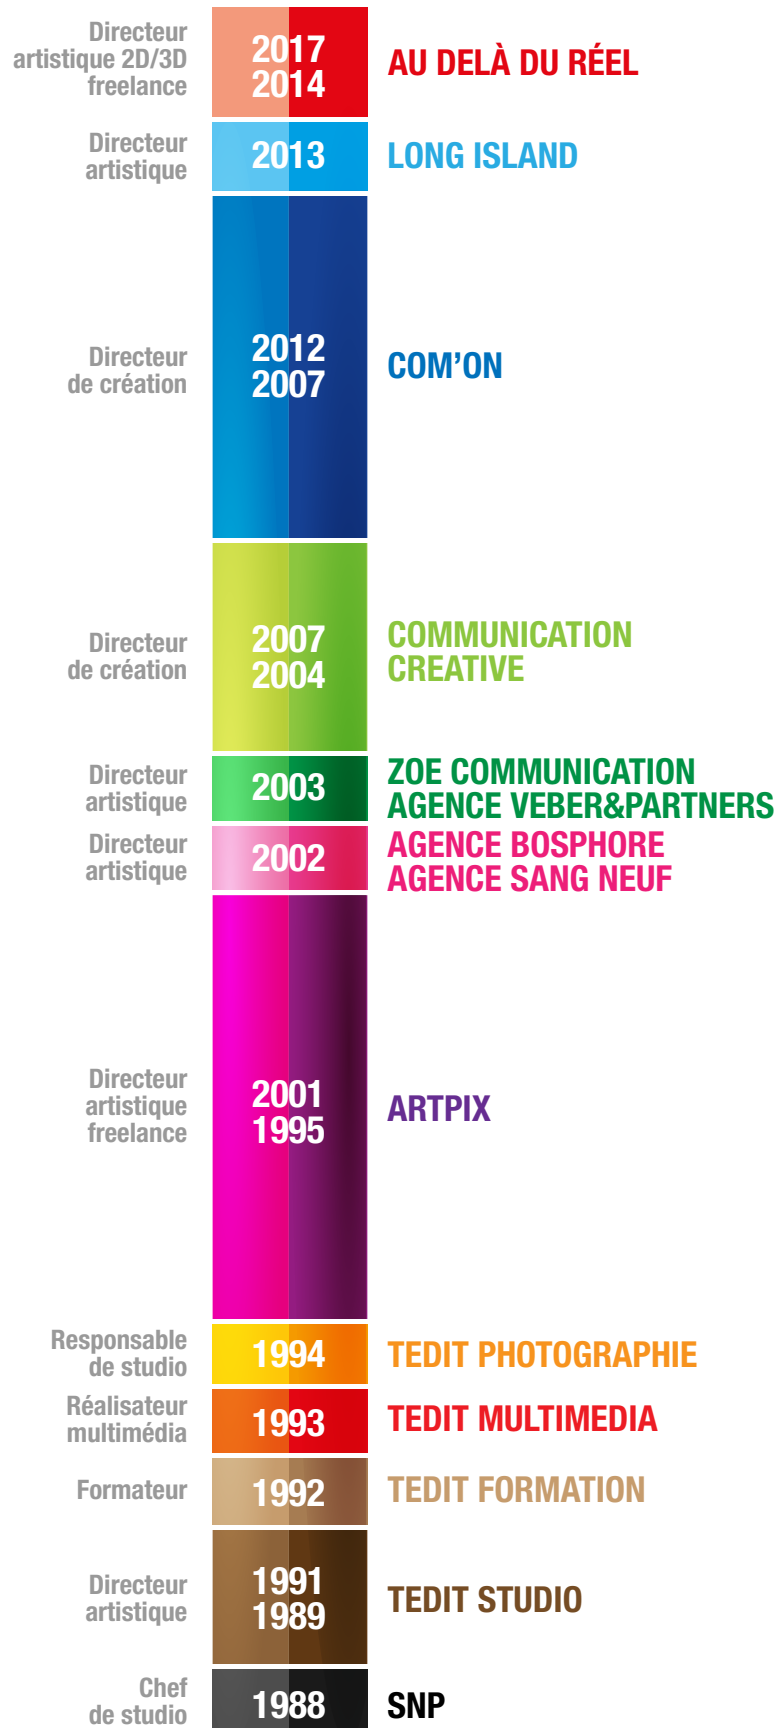 Directeur
artistique 2D/3D
freelance
2017
2014
AU DELÀ DU RÉEL
Directeur
artistique
2013
LONG ISLAND
Directeur
de création
2012
2007
COM’ON
Directeur
de création
2007
2004
COMMUNICATION
CREATIVE
Directeur
artistique
2003
ZOE COMMUNICATION
AGENCE VEBER&PARTNERS
Directeur
artistique
2002
AGENCE BOSPHORE
AGENCE SANG NEUF
Directeur
artistique
freelance
2001
1995
ARTPIX
Responsable
de studio
1994
TEDIT PHOTOGRAPHIE
Réalisateur
multimédia
1993
TEDIT MULTIMEDIA
Formateur
1992
TEDIT FORMATION
Directeur
artistique
1991
1989
TEDIT STUDIO
Chef
de studio
1988
SNP